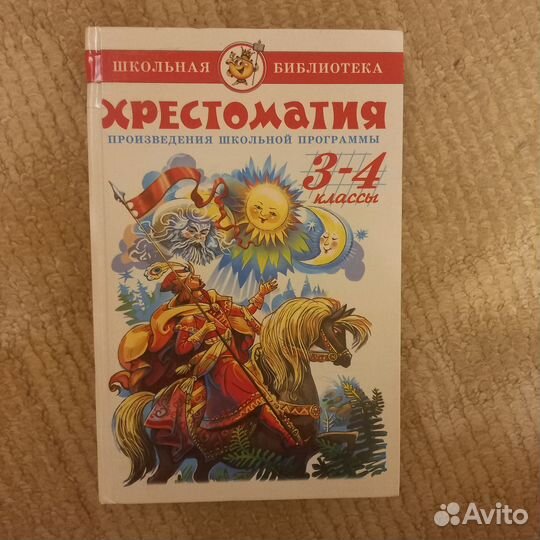 ШКОЛЬНАЯ БИБЛИОТЕКА
ХРЕСТОМАТИЯ
ПРОИЗВЕДЕНИЯ ШКОЛЬНОЙ ПРОГРАММЫ
3-4
классы
Avito